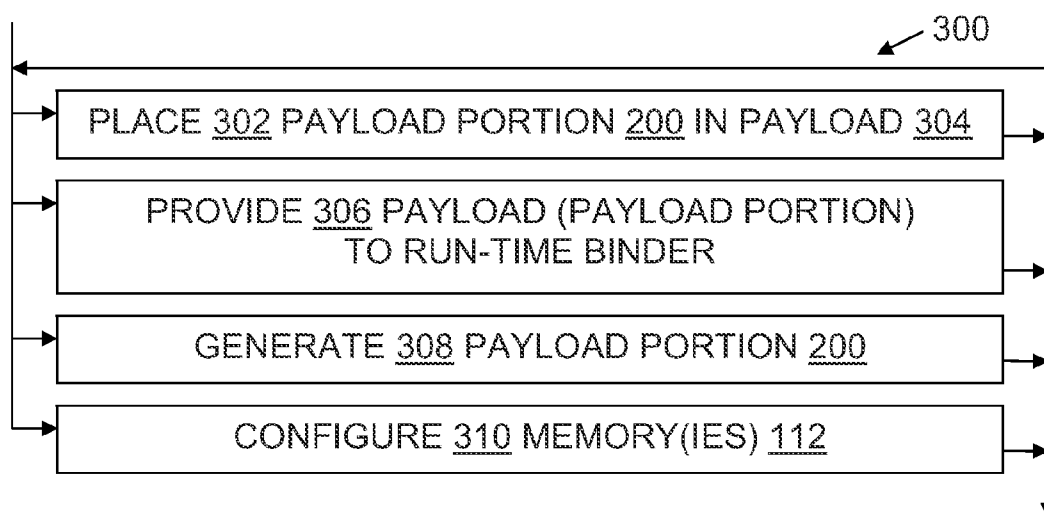 300
PLACE 302 PAYLOAD PORTION 200 IN PAYLOAD 304
PROVIDE 306 PAYLOAD (PAYLOAD PORTION)
TO RUN-TIME BINDER
GENERATE 308 PAYLOAD PORTION 200
CONFIGURE 310 MEMORY(IES) 112